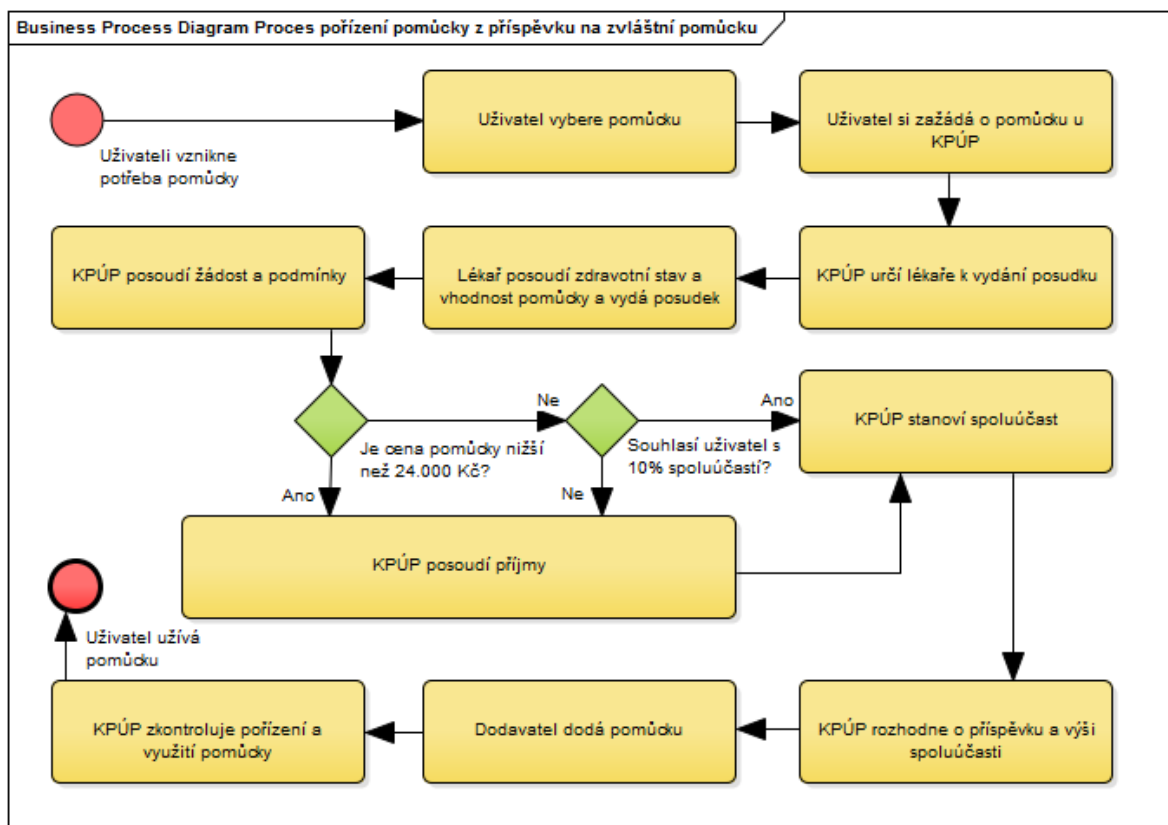 Business Process Diagram Proces pořízení pomůcky z příspěvku na zvláštní pomůcku
Uživateli vznikne
potřeba pomůcky
Uživatel vybere pomůcku
Uživatel si zažádá o pomůcku u
KPÚP
KPÚP posoudí žádost a podmínky
Lékař posoudí zdravotní stav a
vhodnost pomůcky a vydá posudek
KPÚP určí lékaře k vydání posudku
Ne
Ano
Je cena pomůcky nižší
než 24.000 Kč?
Souhlasí uživatel s
10% spoluúčastí?
KPÚP stanoví spoluúčast
Ano
Ne
KPÚP posoudí příjmy
Uživatel užívá
pomůcku
KPÚP zkontroluje pořízení a
využití pomůcky
Dodavatel dodá pomůcku
KPÚP rozhodne o příspěvku a výši
spoluúčasti